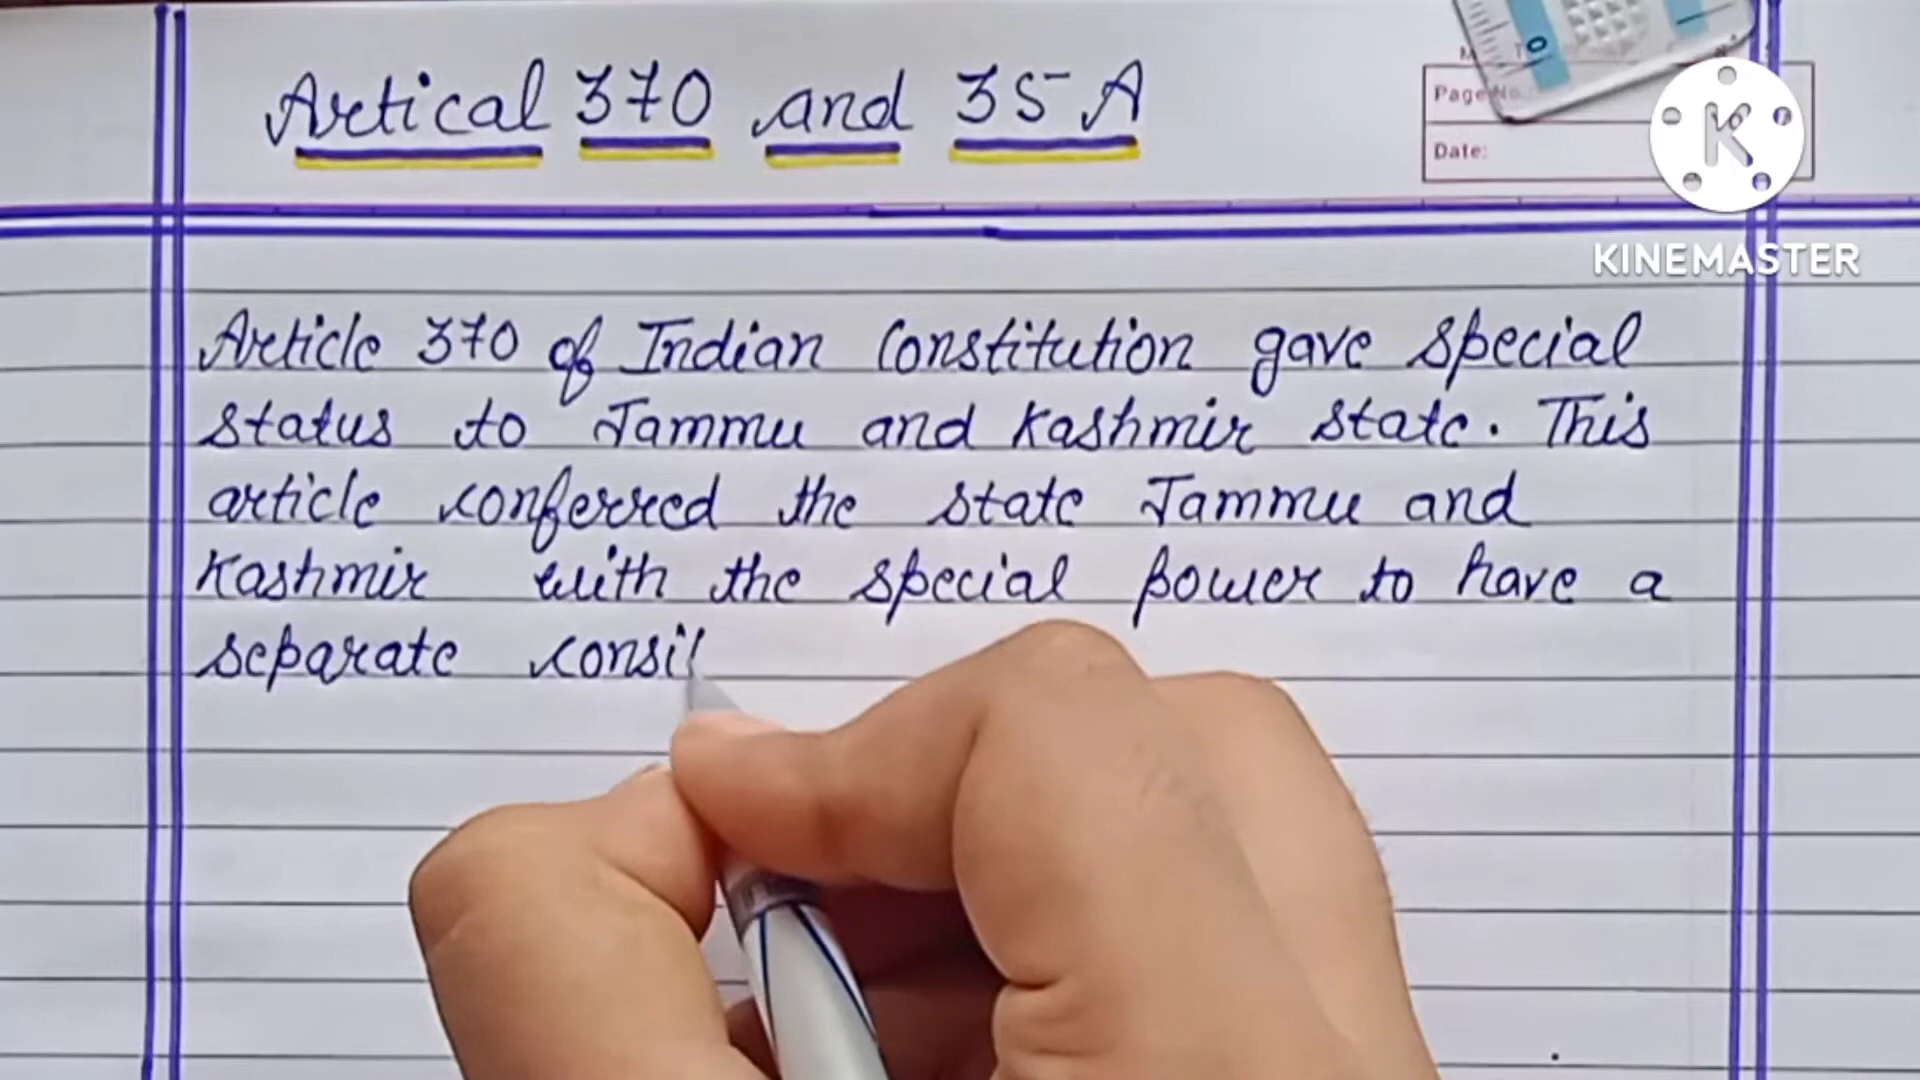 Artical 370 and 35-A
Page No.
Date:
KINEMASTER
Article 370 of Indian Constitution gave special
status to Jammu and Kashmir state. This
article conferred the state Jammu and
Kashmir with the special power to have a
separate consit